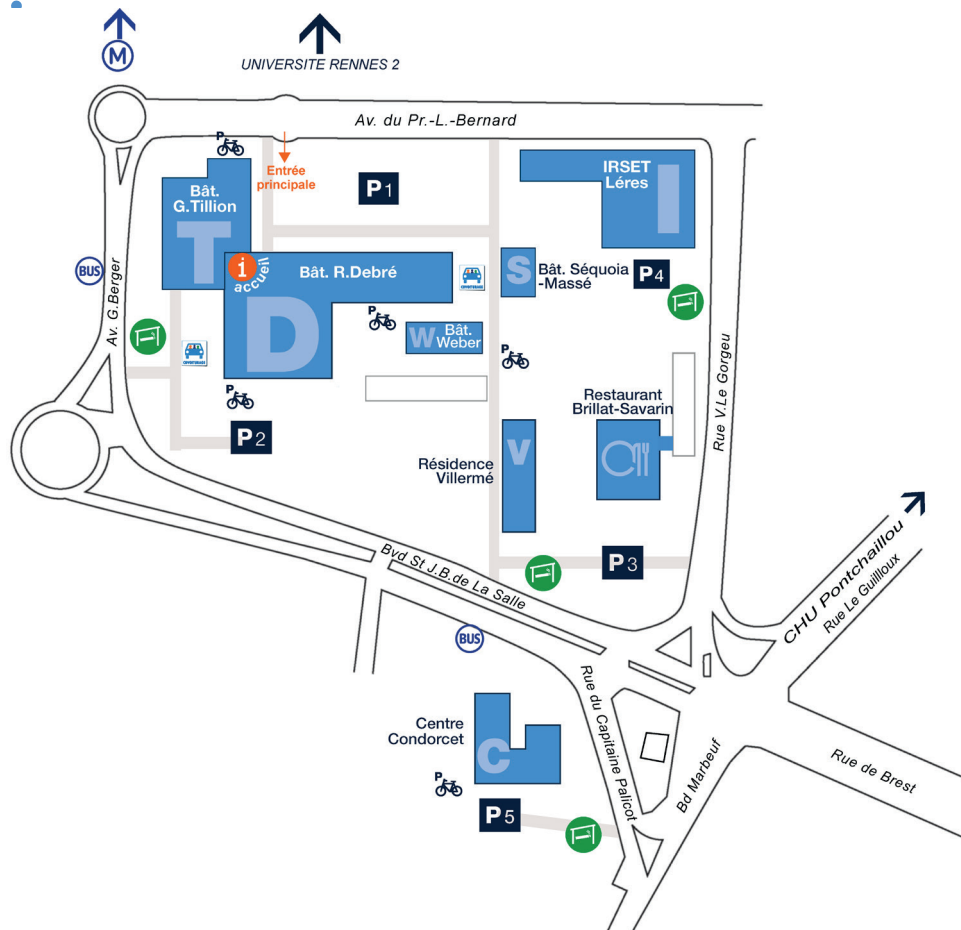 M
UNIVERSITE RENNES 2
Av. du Pr.-L.-Bernard
P
Entrée
principale
P1
IRSET
Léres
I
Bât.
G.Tillion
T
BUS
Av. G.Berger
i
accueil
Bât. R.Debré
D
S
Bât. Séquoia
-Massé
P4
P
W
Bât.
Weber
P
Rue V.Le Gorgeu
P
P2
Restaurant
Brillat-Savarin
Résidence
Villermé
V
P3
Bvd St J.B.de La Salle
CHU Pontchaillou
Rue Le Guillloux
BUS
Centre
Condorcet
C
Rue du Capitaine Palicot
Bd Marbeuf
Rue de Brest
P
P5